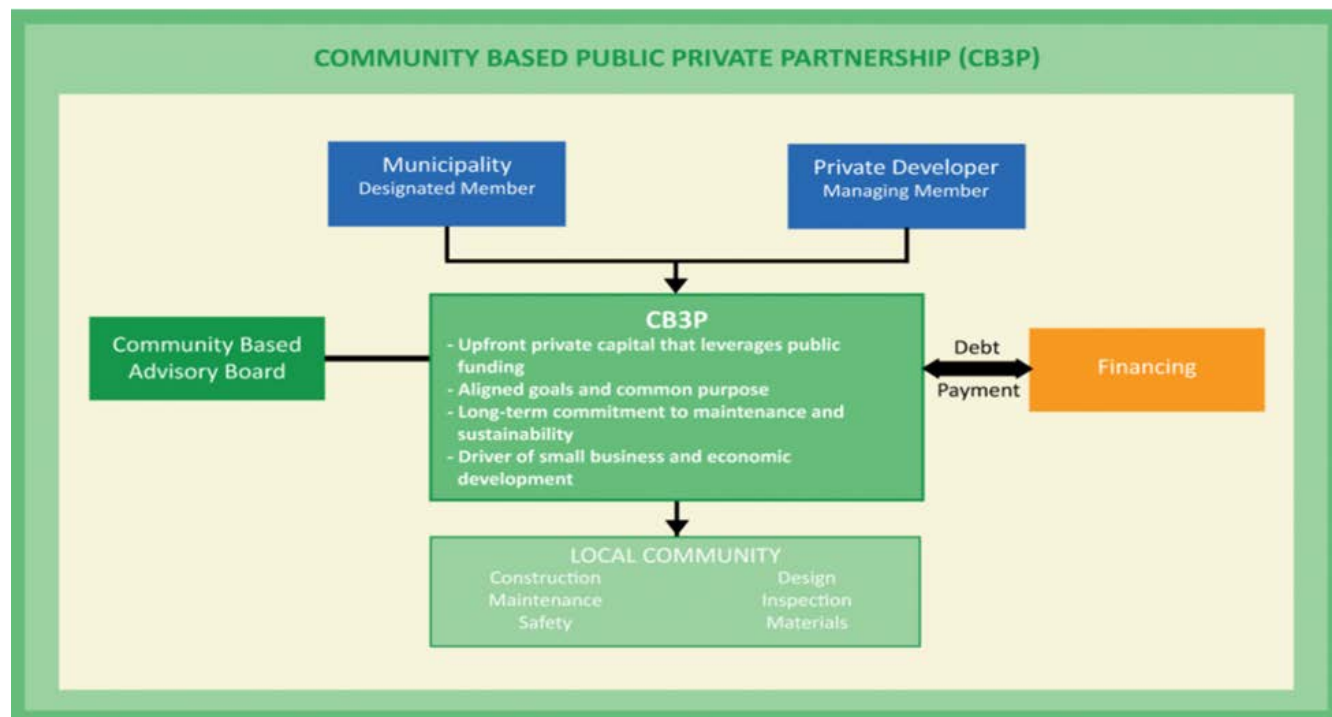 COMMUNITY BASED PUBLIC PRIVATE PARTNERSHIP (CB3P)
Municipality
Designated Member
Private Developer
Managing Member
Community Based
Advisory Board
CB3P
- Upfront private capital that leverages public
funding
- Aligned goals and common purpose
- Long-term commitment to maintenance and
sustainability
- Driver of small business and economic
development
Debt
Payment
Financing
LOCAL COMMUNITY
Construction
Maintenance
Safety
Design
Inspection
Materials